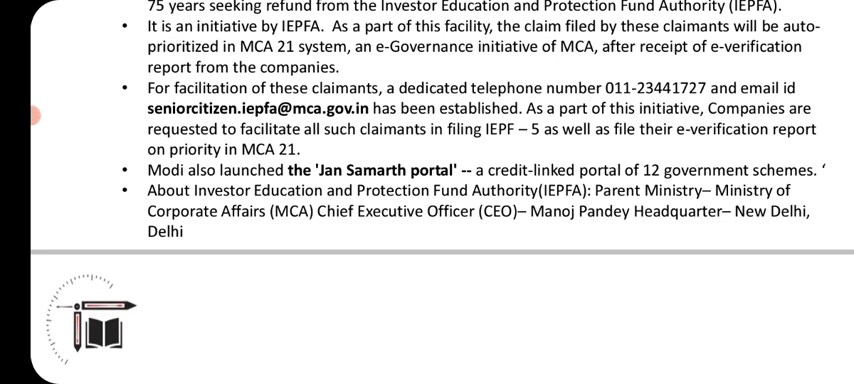 75 years seeking refund from the Investor Education and Protection Fund Authority (IEPFA).
• It is an initiative by IEPFA. As a part of this facility, the claim filed by these claimants will be auto-
prioritized in MCA 21 system, an e-Governance initiative of MCA, after receipt of e-verification
report from the companies.
• For facilitation of these claimants, a dedicated telephone number 011-23441727 and email id
seniorcitizen.iepfa@mca.gov.in has been established. As a part of this initiative, Companies are
requested to facilitate all such claimants in filing IEPF – 5 as well as file their e-verification report
on priority in MCA 21.
• Modi also launched the 'Jan Samarth portal' -- a credit-linked portal of 12 government schemes. ‘
• About Investor Education and Protection Fund Authority(IEPFA): Parent Ministry– Ministry of
Corporate Affairs (MCA) Chief Executive Officer (CEO)– Manoj Pandey Headquarter– New Delhi,
Delhi